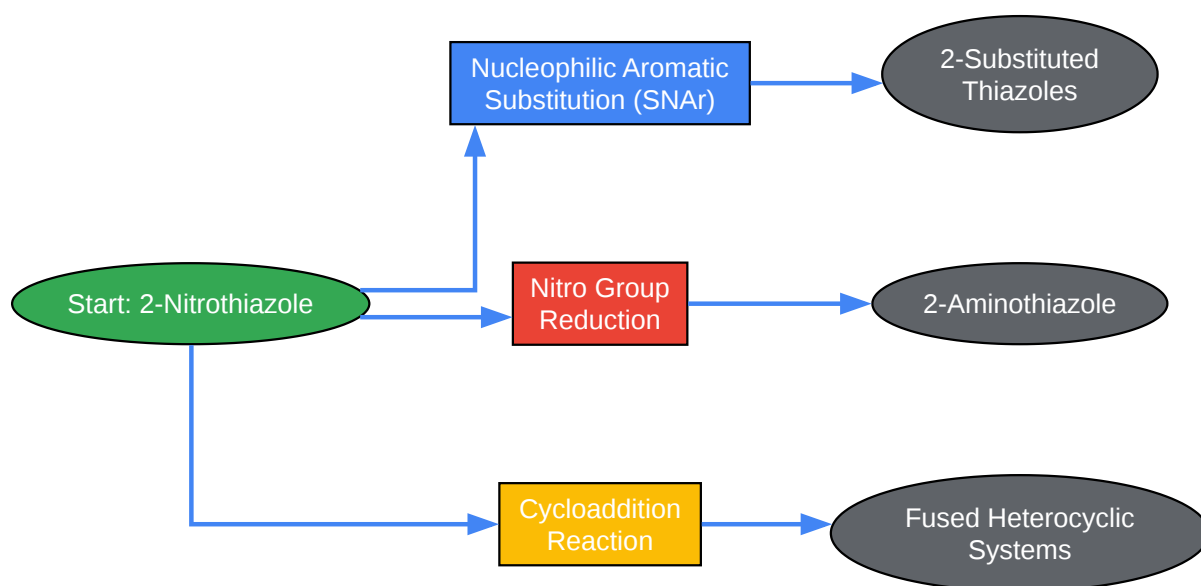 Nucleophilic Aromatic
Substitution (SNAr)
2-Substituted
Thiazoles
Start: 2-Nitrothiazole
Nitro Group
Reduction
2-Aminothiazole
Cycloaddition
Reaction
Fused Heterocyclic
Systems